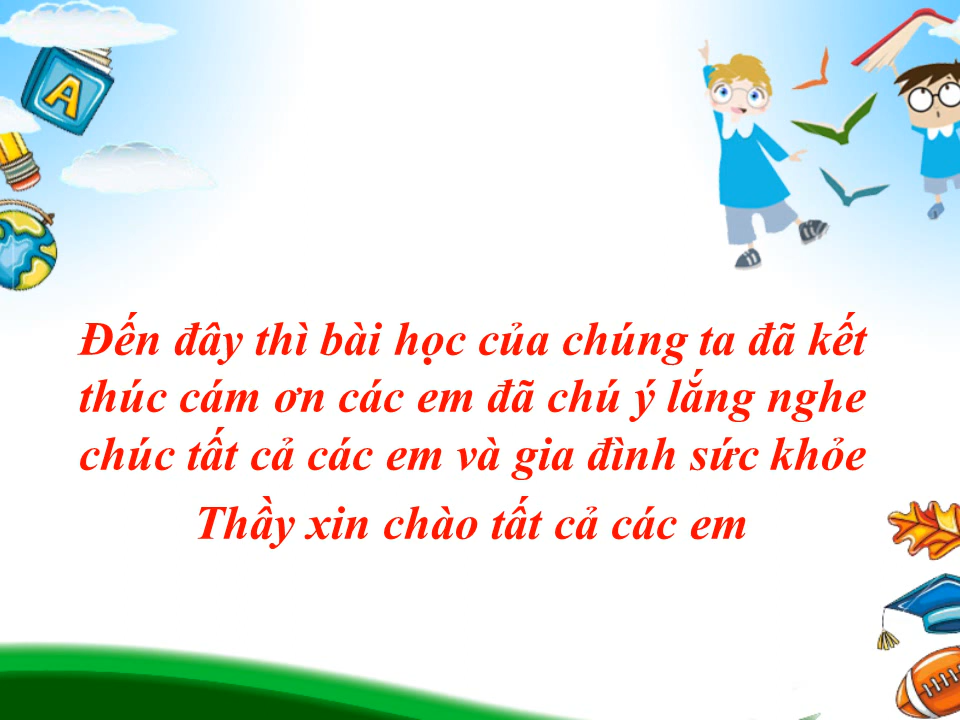 A
Đến đây thì bài học của chúng ta đã kết
thúc cám ơn các em đã chú ý lắng nghe
chúc tất cả các em và gia đình sức khỏe
Thầy xin chào tất cả các em